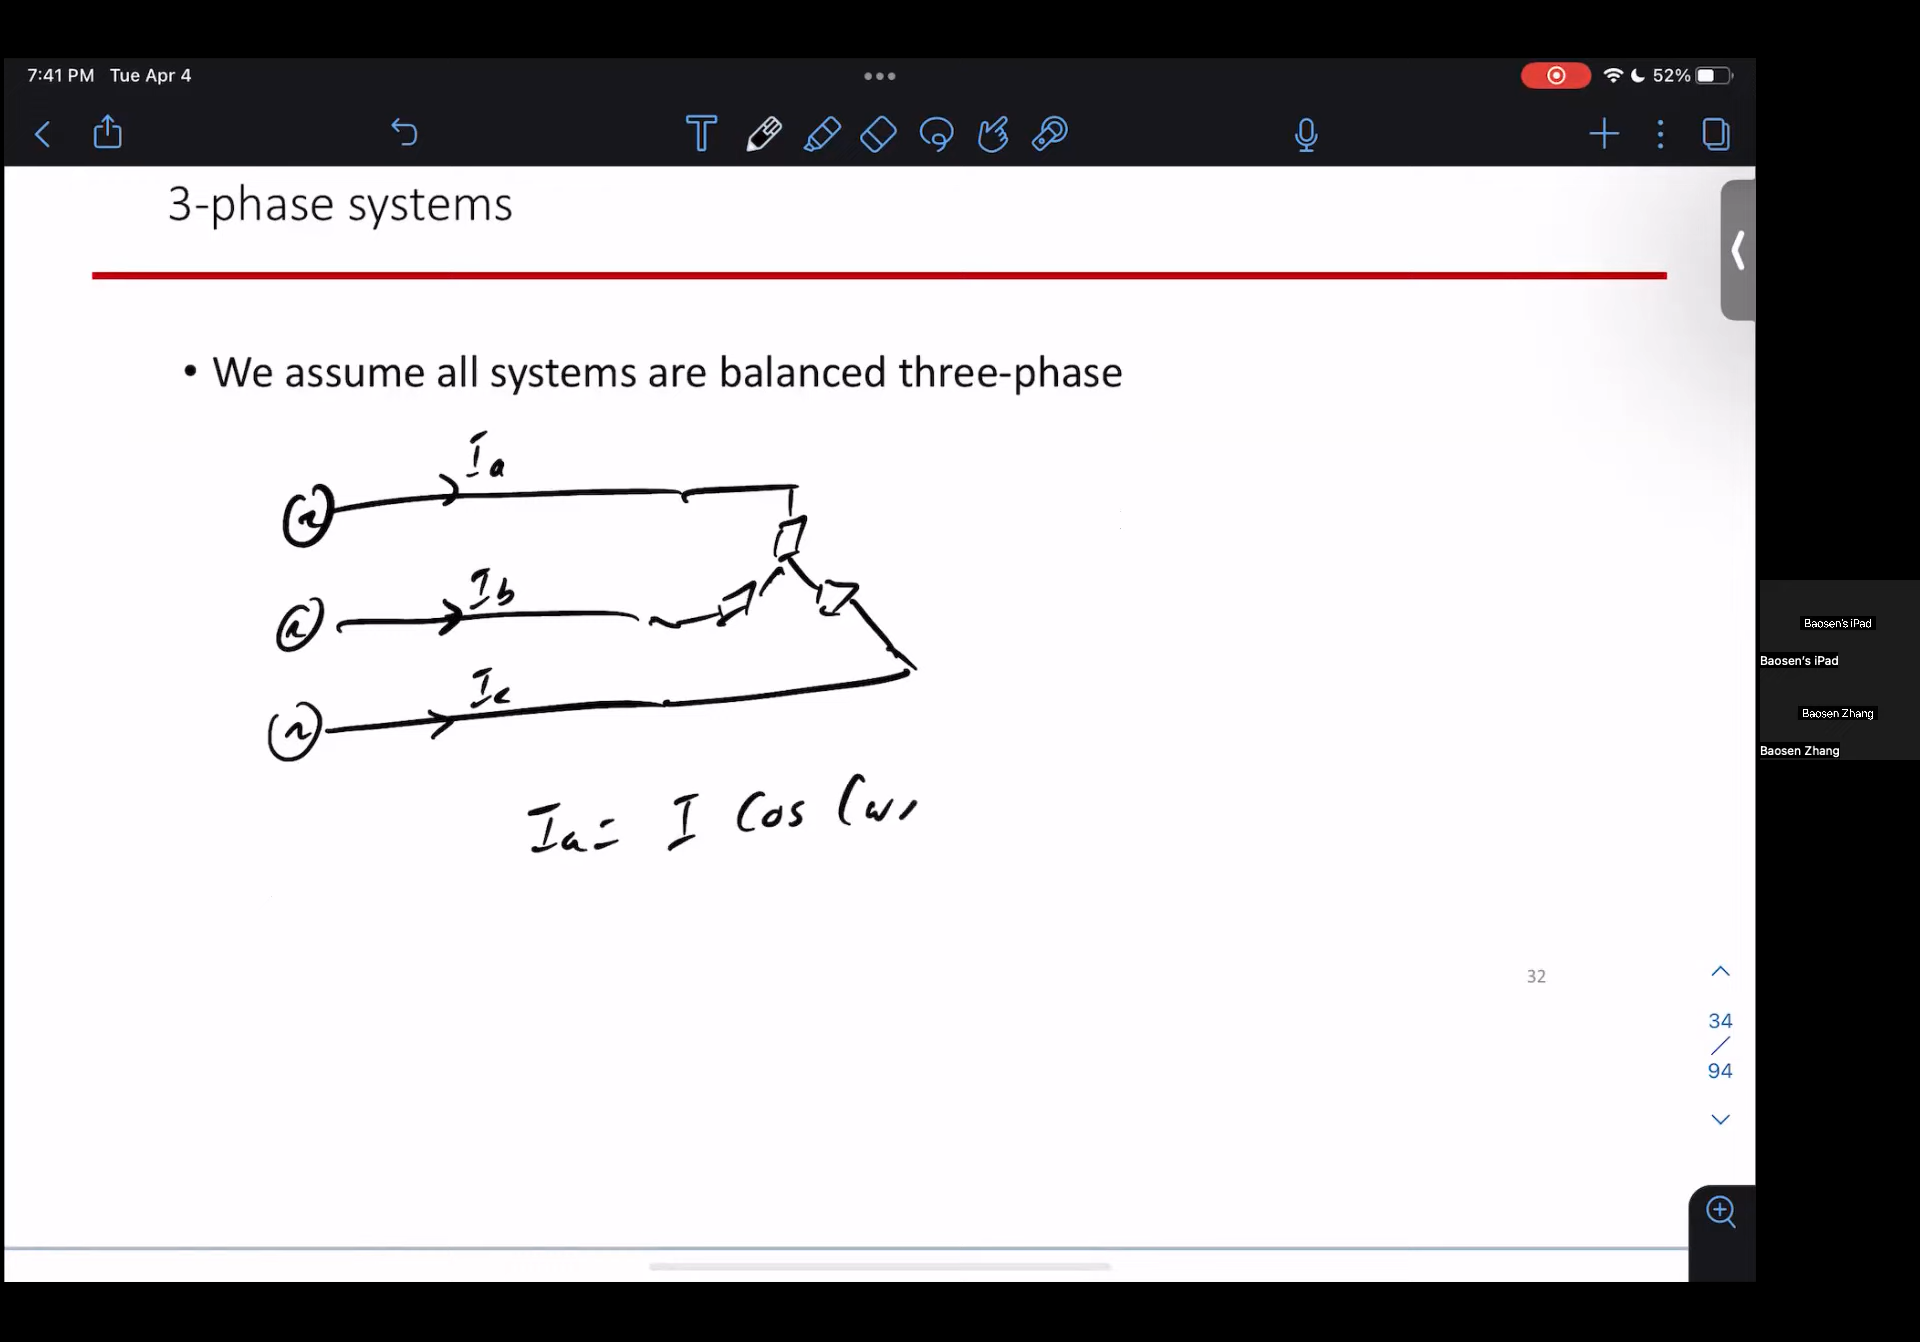 7:41 PM Tue Apr 4
52%
T
3-phase systems
• We assume all systems are balanced three-phase
Ia
Ib
Ic
Ia = I Cos (w
32
34
/
94
Baosen's iPad
Baosen's iPad
Baosen Zhang
Baosen Zhang